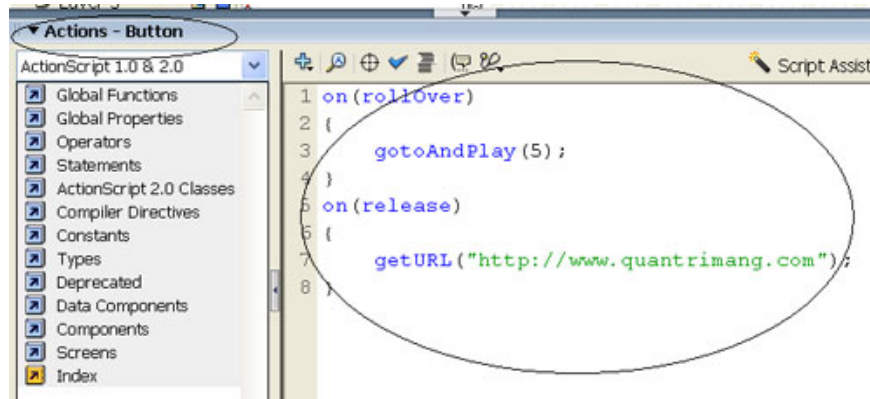 Layer 3
Actions - Button
ActionScript 1.0 & 2.0
Script Assist
Global Functions
Global Properties
Operators
Statements
ActionScript 2.0 Classes
Compiler Directives
Constants
Types
Deprecated
Data Components
Components
Screens
Index
1 on(rollOver)
2 {
3 gotoAndPlay(5);
4 }
5 on(release)
6 {
7 getURL("http://www.quantrimang.com");
8 }